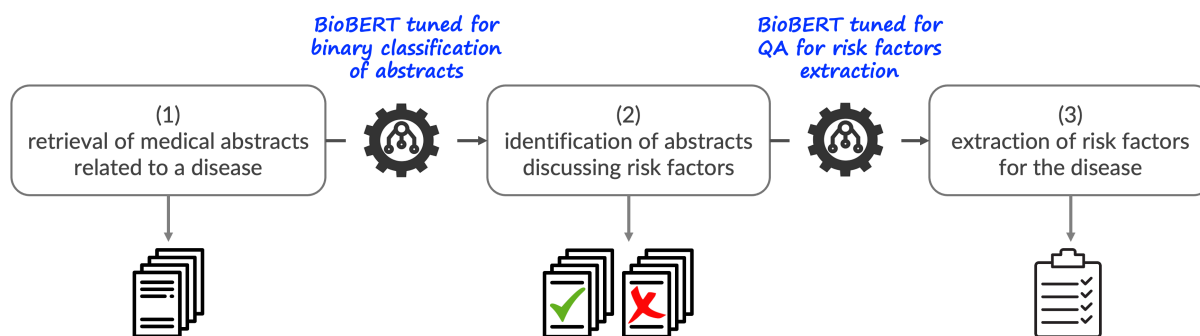 BioBERT tuned for
binary classification
of abstracts
BioBERT tuned for
QA for risk factors
extraction
(1)
retrieval of medical abstracts
related to a disease
(2)
identification of abstracts
discussing risk factors
(3)
extraction of risk factors
for the disease